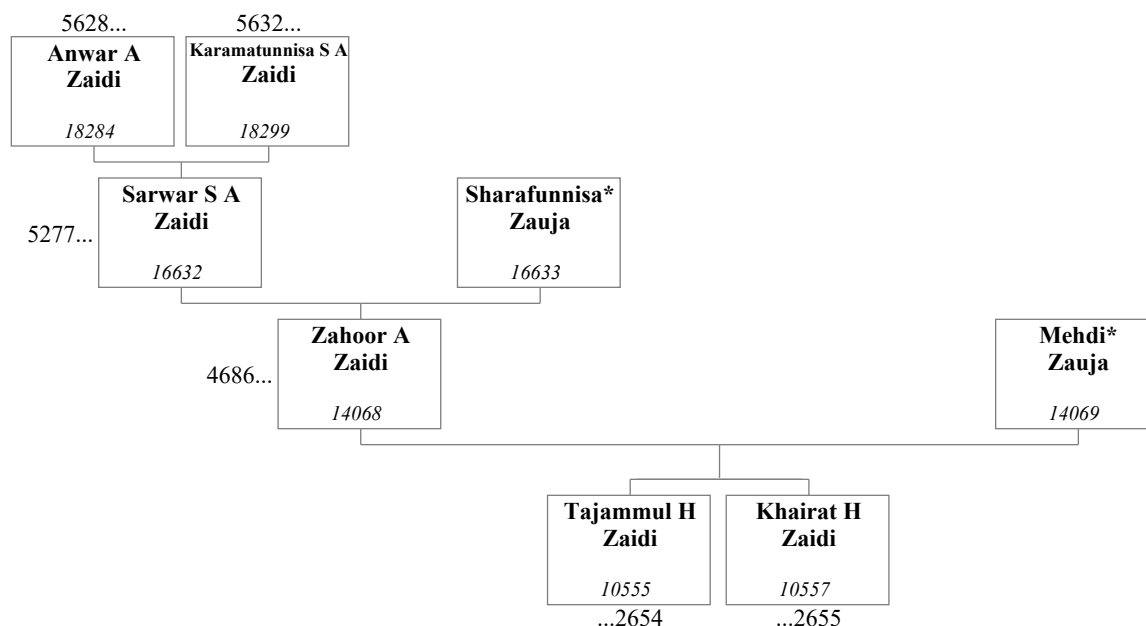 5628...
5632...
Anwar A
Zaidi
18284
Karamatunnisa S A
Zaidi
18299
5277...
Sarwar S A
Zaidi
16632
Sharafunnisa*
Zauja
16633
4686...
Zahoor A
Zaidi
14068
Mehdi*
Zauja
14069
Tajammul H
Zaidi
10555
...2654
Khairat H
Zaidi
10557
...2655